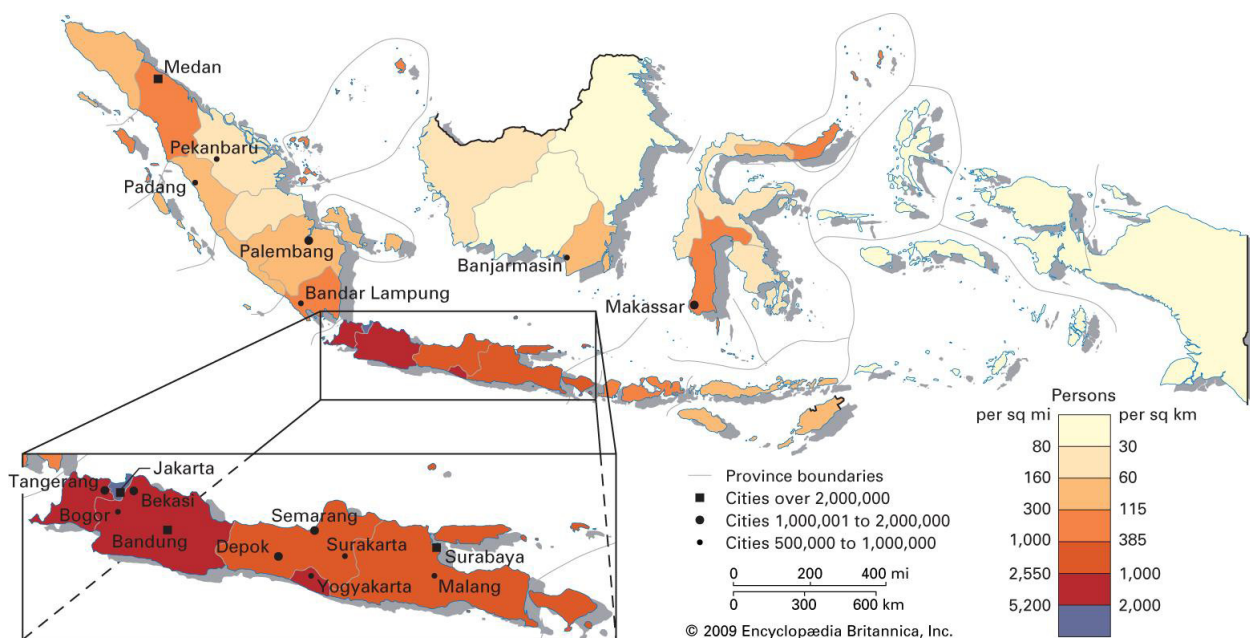 Medan
Pekanbaru
Padang
Palembang
Banjarmasin
Bandar Lampung
Makassar
Persons
per sq mi
per sq km
80
30
160
60
300
115
1,000
385
2,550
1,000
5,200
2,000
Jakarta
Tangerang
Bekasi
Bogor
Bandung
Semarang
Depok
Surakarta
Surabaya
Yogyakarta
Malang
Province boundaries
Cities over 2,000,000
Cities 1,000,001 to 2,000,000
Cities 500,000 to 1,000,000
0 200 400 mi
0 300 600 km
© 2009 Encyclopædia Britannica, Inc.